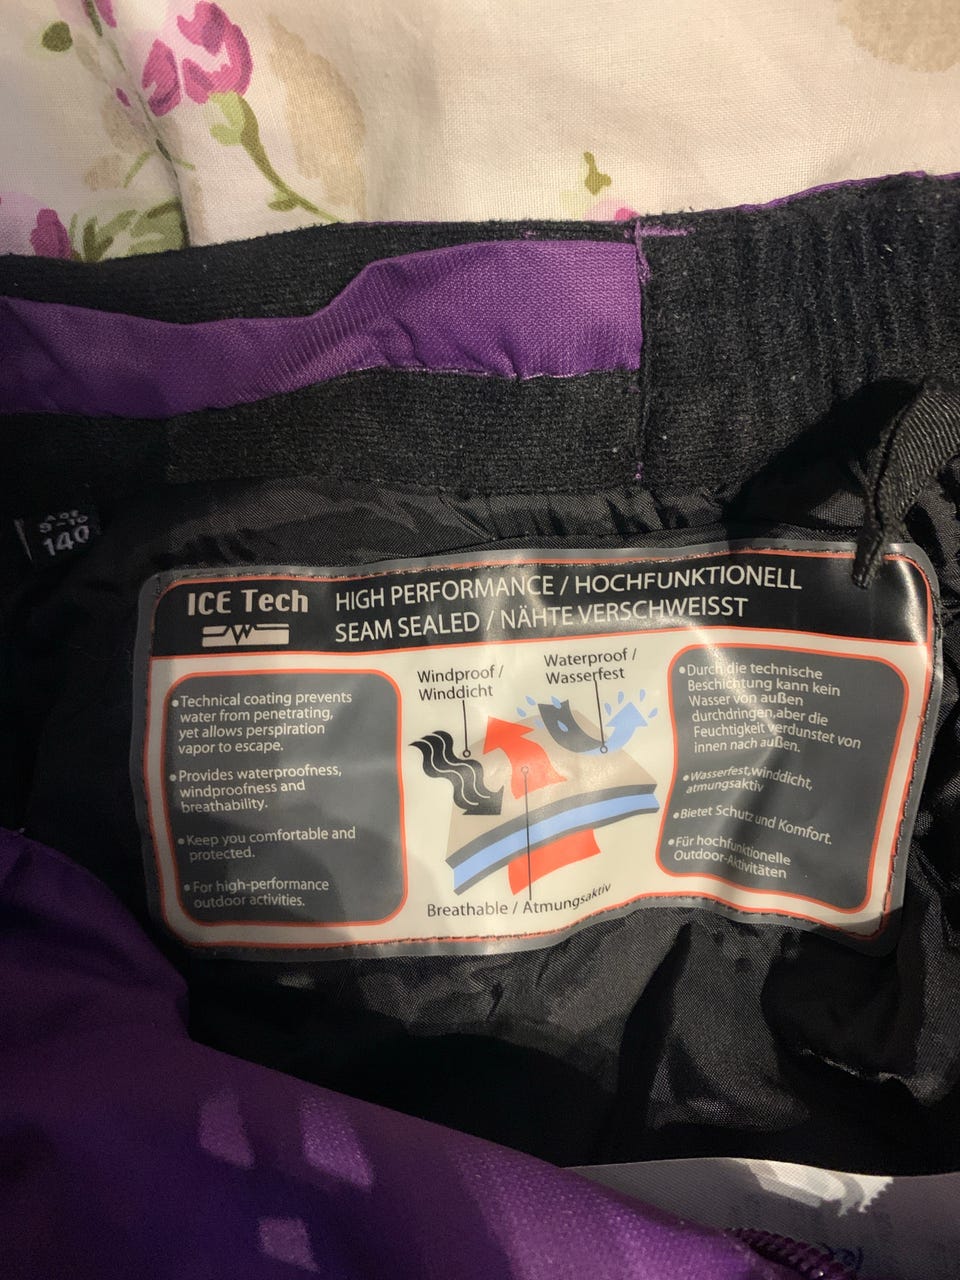 AGE
9-10
140
ICE Tech
HIGH PERFORMANCE / HOCHFUNKTIONELL
SEAM SEALED / NÄHTE VERSCHWEISST
•Technical coating prevents
water from penetrating,
yet allows perspiration
vapor to escape.
•Provides waterproofness,
windproofness and
breathability.
•Keep you comfortable and
protected.
•For high-performance
outdoor activities.
Windproof /
Winddicht
Waterproof /
Wasserfest
Breathable / Atmungsaktiv
•Durch die technische
Beschichtung kann kein
Wasser von außen
durchdringen,aber die
Feuchtigkeit verdunstet von
innen nach außen.
•Wasserfest,winddicht,
atmungsaktiv
•Bietet Schutz und Komfort.
•Für hochfunktionelle
Outdoor-Aktivitäten